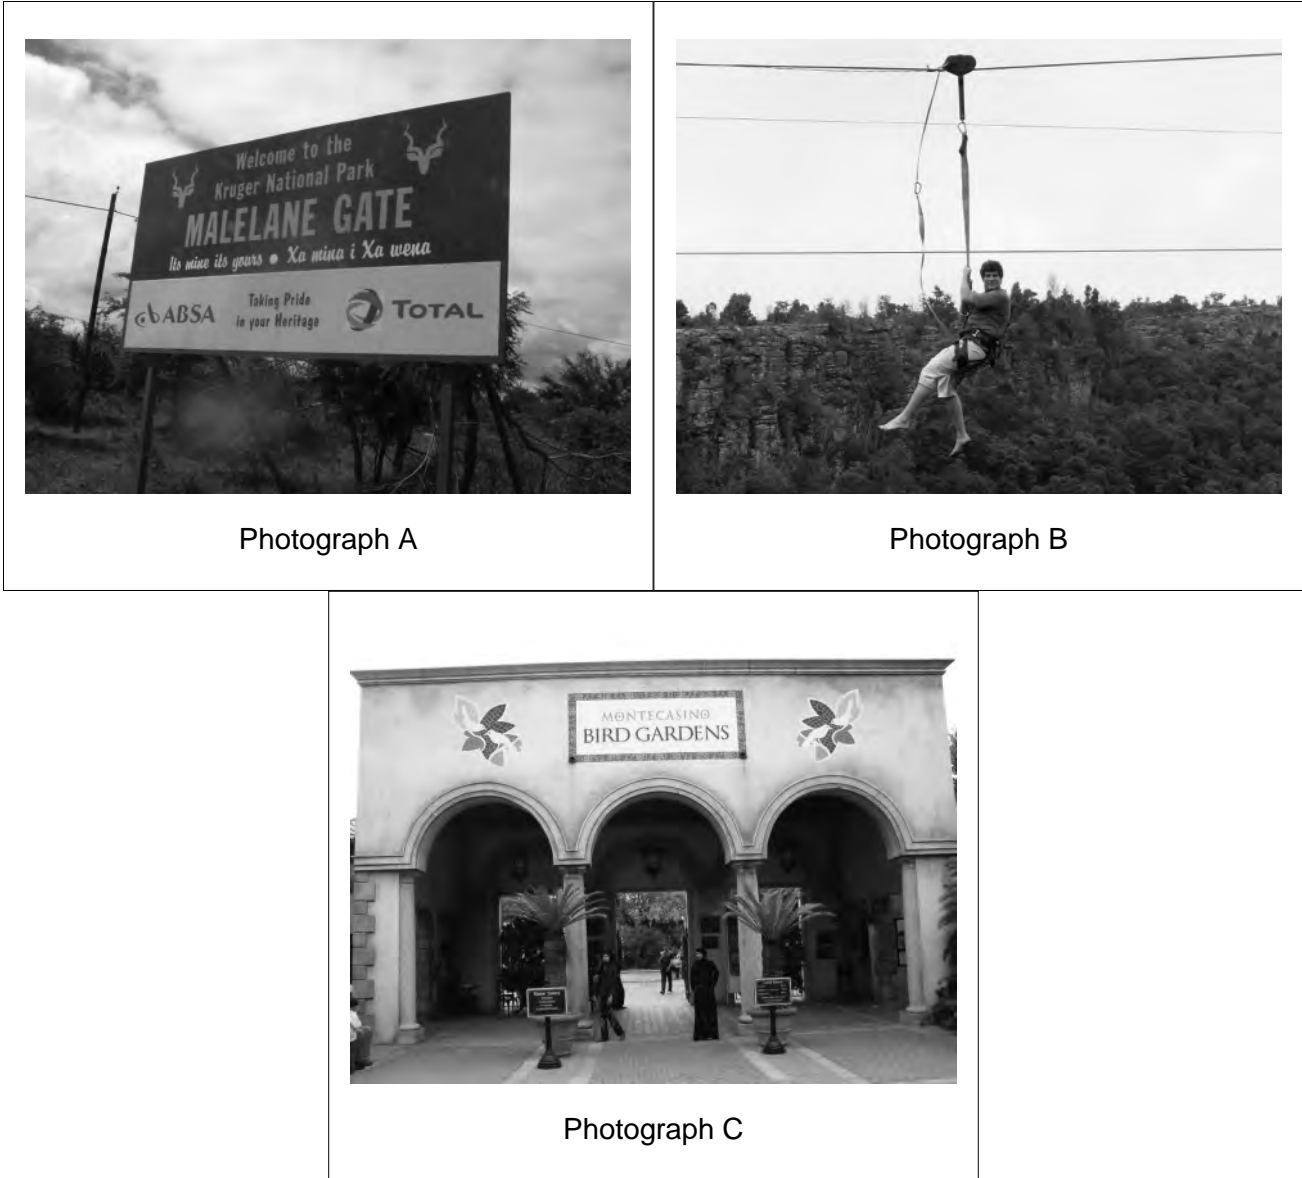 Welcome to the
Kruger National Park
MALELANE GATE
Its mine its yours • Xa mina i Xa wena
ABSA
Taking Pride
in your Heritage
TOTAL
Photograph A
Photograph B
MONTECASINO
BIRD GARDENS
Photograph C